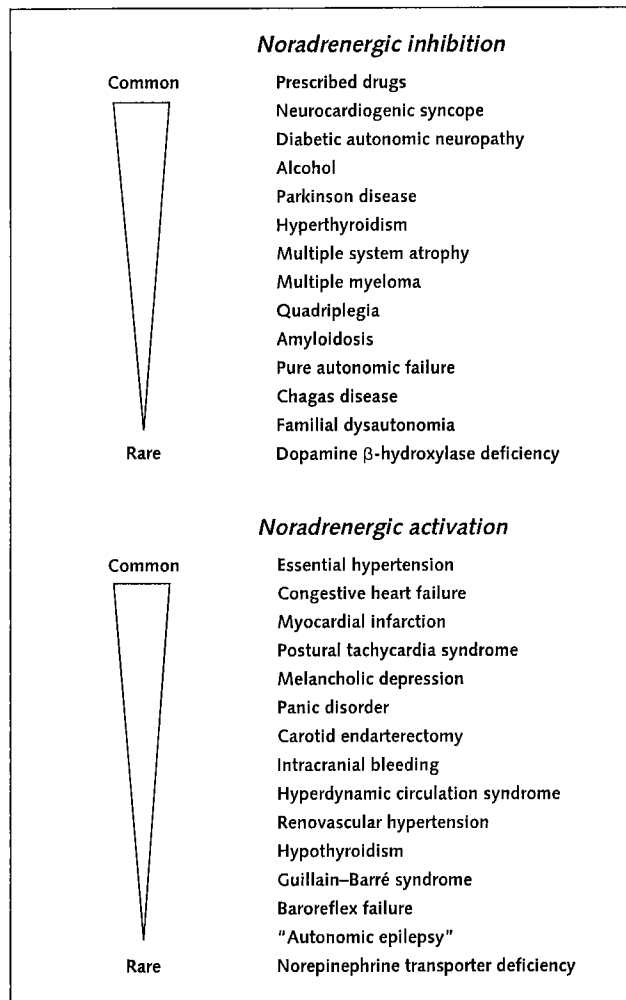 Noradrenergic inhibition
Common
Prescribed drugs
Neurocardiogenic syncope
Diabetic autonomic neuropathy
Alcohol
Parkinson disease
Hyperthyroidism
Multiple system atrophy
Multiple myeloma
Quadriplegia
Amyloidosis
Pure autonomic failure
Chagas disease
Familial dysautonomia
Rare
Dopamine β-hydroxylase deficiency
Noradrenergic activation
Common
Essential hypertension
Congestive heart failure
Myocardial infarction
Postural tachycardia syndrome
Melancholic depression
Panic disorder
Carotid endarterectomy
Intracranial bleeding
Hyperdynamic circulation syndrome
Renovascular hypertension
Hypothyroidism
Guillain–Barré syndrome
Baroreflex failure
"Autonomic epilepsy"
Rare
Norepinephrine transporter deficiency